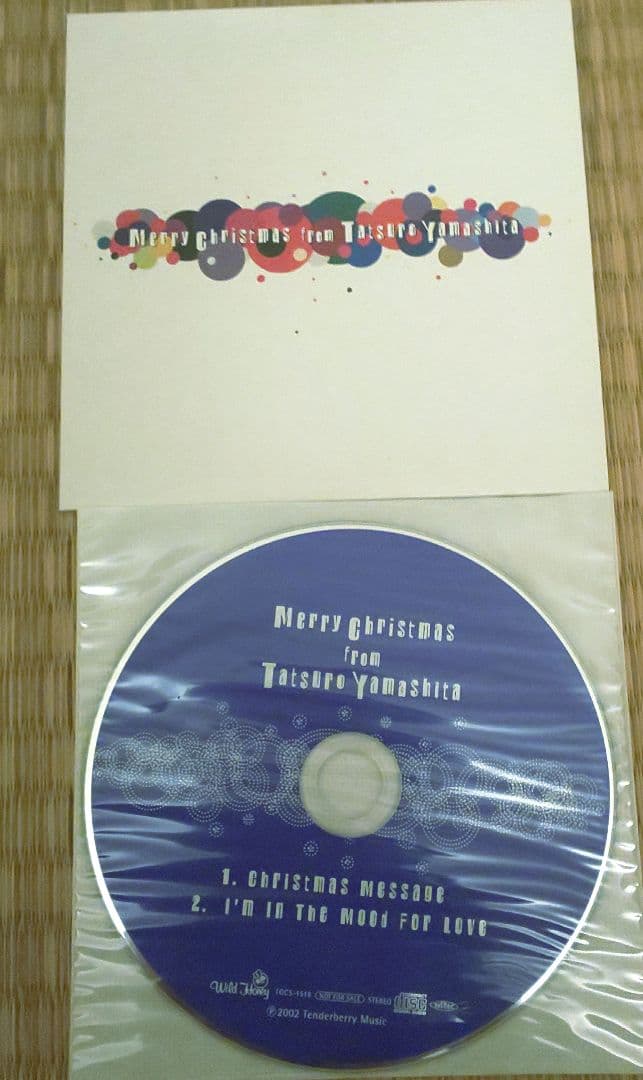 Merry Christmas from Tatsuro Yamashita
Merry Christmas
from
Tatsuro Yamashita
1. Christmas Message
2. I'm In The Mood For Love
Wild Honey NOT FOR SALE STEREO disc
℗2002 Tenderberry Music